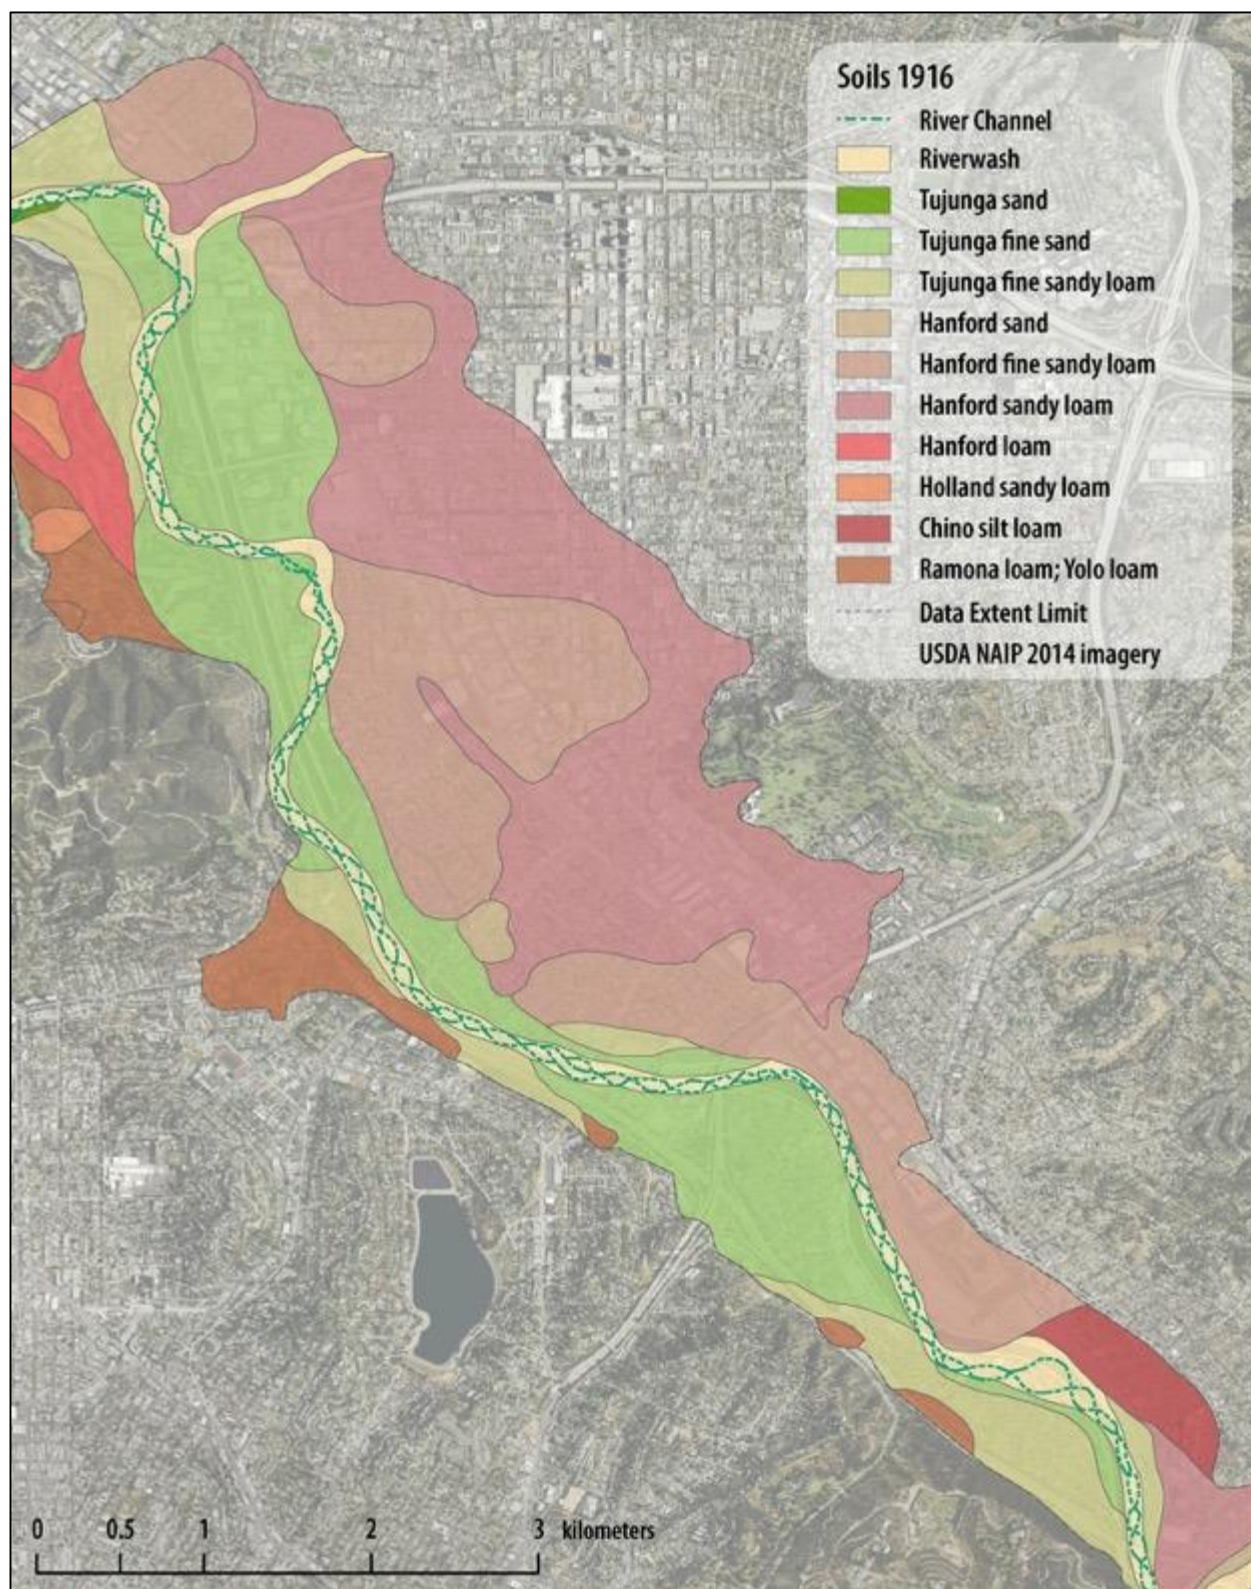 Soils 1916
River Channel
Riverwash
Tujunga sand
Tujunga fine sand
Tujunga fine sandy loam
Hanford sand
Hanford fine sandy loam
Hanford sandy loam
Hanford loam
Holland sandy loam
Chino silt loam
Ramona loam; Yolo loam
Data Extent Limit
USDA NAIP 2014 imagery
0 0.5 1 2 3 kilometers